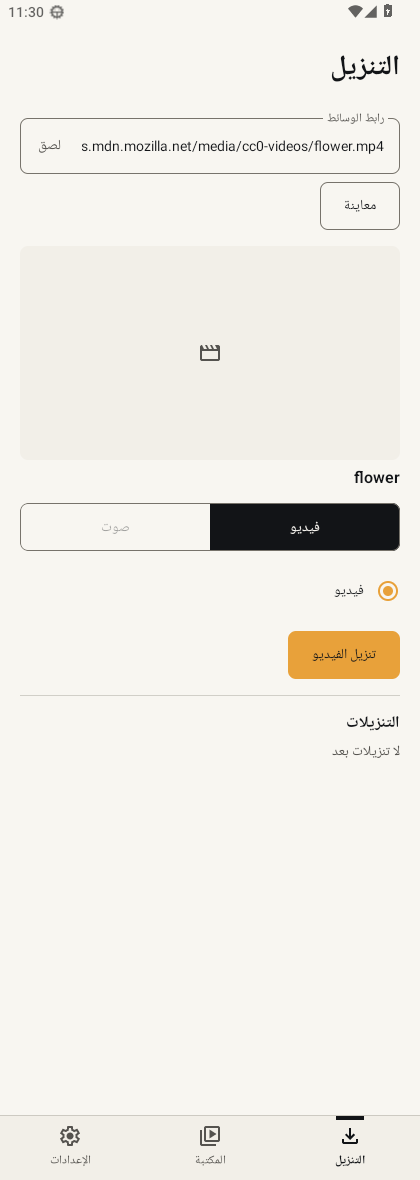 11:30
التنزيل
رابط الوسائط
s.mdn.mozilla.net/media/cc0-videos/flower.mp4
لصق
معاينة
flower
فيديو
صوت
فيديو
تنزيل الفيديو
التنزيلات
لا تنزيلات بعد
التنزيل
المكتبة
الإعدادات